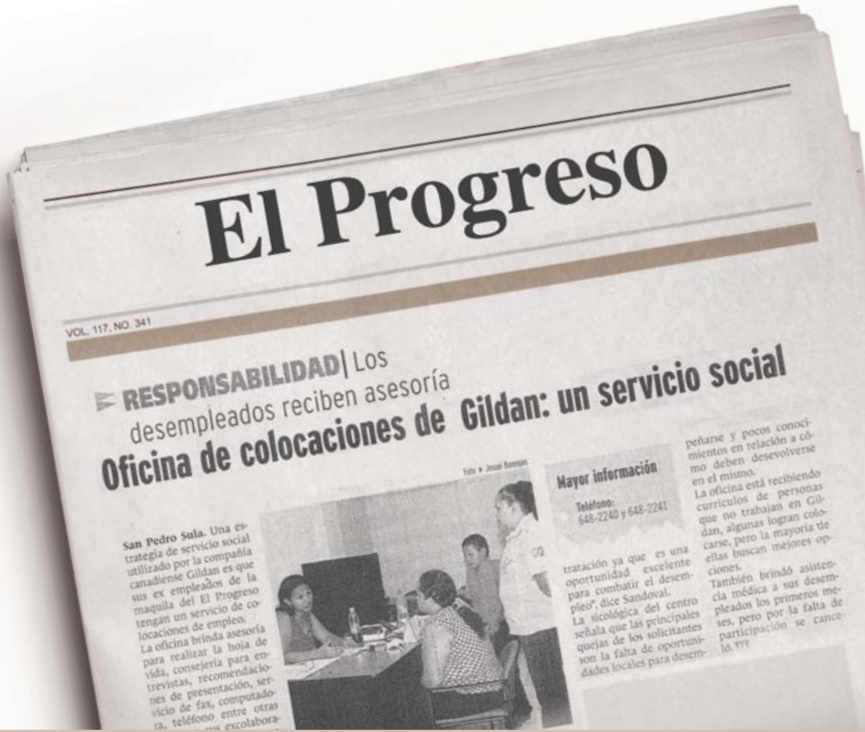 El Progreso
VOL. 117, NO. 341
RESPONSABILIDAD| Los
desempleados reciben asesoría
Oficina de colocaciones de Gildan: un servicio social
San Pedro Sula. Una es-
trategia de servicio social
utilizado por la compañía
canadiense Gildan es que
sus ex empleados de la
maquila del El Progreso
tengan un servicio de co-
locaciones de empleo.
La oficina brinda asesoría
para realizar la hoja de
vida, consejería para en-
trevistas, recomendacio-
nes de presentación, ser-
vicio de fax, computado-
ra, teléfono entre otras
sus excolabora-
Foto ▸ Josué
Mayor información
Teléfono:
648-2240 y 648-2241
tratación ya que es una
oportunidad excelente
para combatir el desem-
pleo", dice Sandoval.
La sicológica del centro
señala que las principales
quejas de los solicitantes
son la falta de oportuni-
dades locales para desem-
peñarse y pocos conoci-
mientos en relación a có-
mo deben desevolverse
en el mismo.
La oficina está recibiendo
currículos de personas
que no trabajan en Gil-
dan, algunas logran colo-
carse, pero la mayoría de
ellas buscan mejores op-
ciones.
También brindó asisten-
cia médica a sus desem-
pleados los primeros me-
ses, pero por la falta de
participación se cance-
ló.